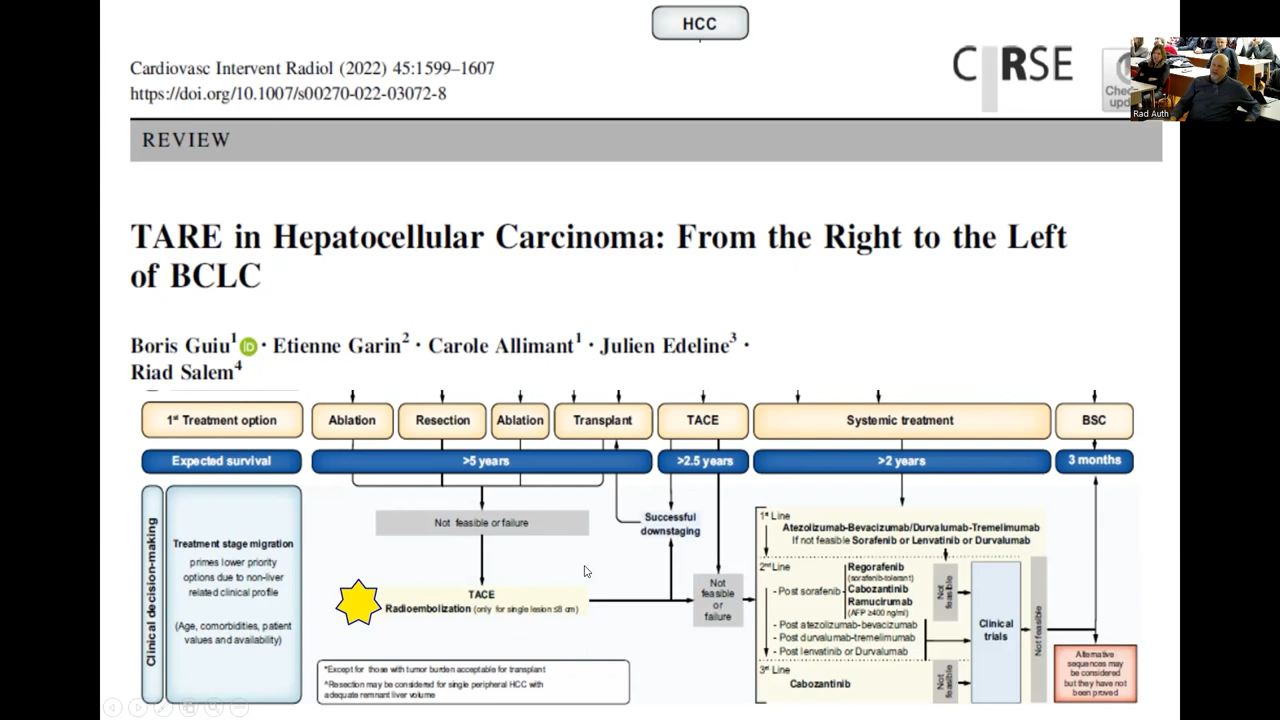 HCC
Cardiovasc Intervent Radiol (2022) 45:1599–1607
https://doi.org/10.1007/s00270-022-03072-8
CIRSE
Rad Auth
REVIEW
TARE in Hepatocellular Carcinoma: From the Right to the Left
of BCLC
Boris Guiu1 · Etienne Garin2 · Carole Allimant1 · Julien Edeline3 ·
Riad Salem4
1st Treatment option
Ablation
Resection
Ablation
Transplant
TACE
Systemic treatment
BSC
Expected survival
>5 years
>2.5 years
>2 years
3 months
Clinical decision-making
Treatment stage migration
primes lower priority
options due to non-liver
related clinical profile
(Age, comorbidities, patient
values and availability)
Not feasible or failure
TACE
Radioembolization (only for single lesion ≤8 cm)
Successful
downstaging
Not
feasible
or
failure
*Except for those with tumor burden acceptable for transplant
^Resection may be considered for single peripheral HCC with
adequate remnant liver volume
1st Line
Atezolizumab-Bevacizumab/Durvalumab-Tremelimumab
If not feasible Sorafenib or Lenvatinib or Durvalumab
2nd Line
- Post sorafenib
Regorafenib
(sorafenib-tolerant)
Cabozantinib
Ramucirumab
(AFP ≥400 ng/ml)
- Post atezolizumab-bevacizumab
- Post durvalumab-tremelimumab
- Post lenvatinib or Durvalumab
3rd Line
Cabozantinib
Not
feasible
Not
feasible
Clinical
trials
Not feasible
Alternative
sequences may
be considered
but they have not
been proved